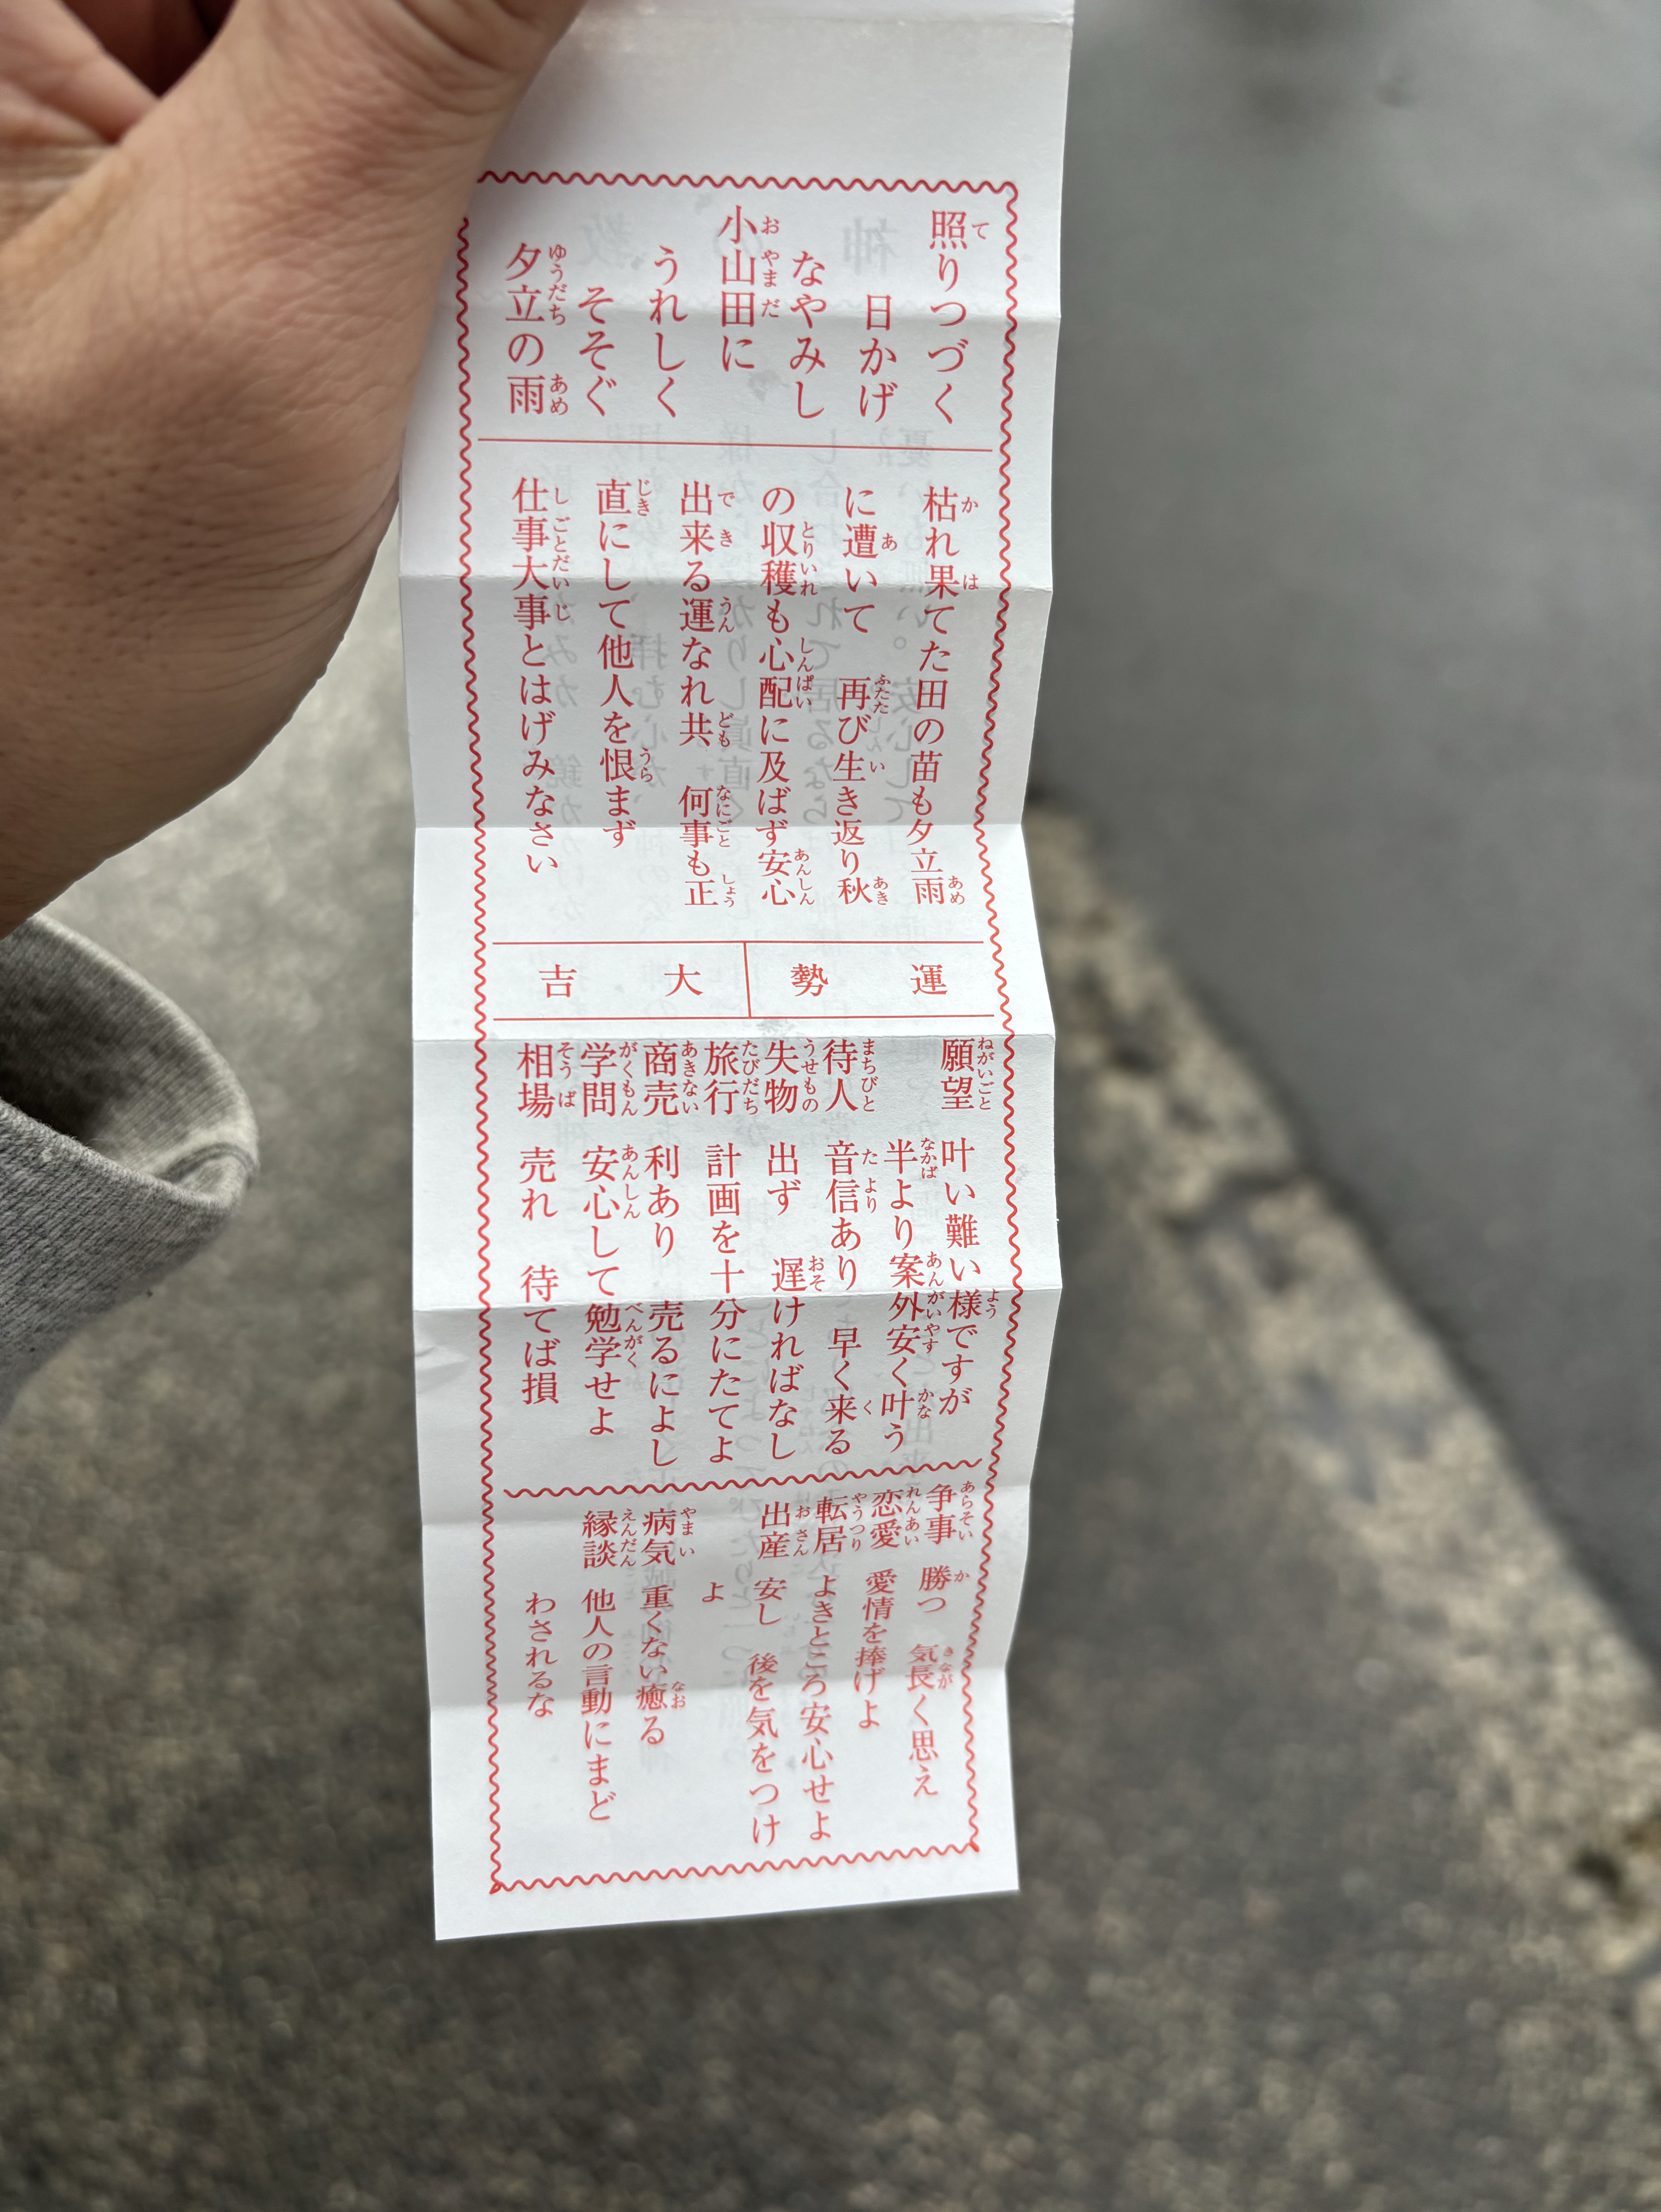 照りつづく
日かげ
なやみし
小山田に
うれしく
そそぐ
夕立の雨
枯れ果てた田の苗も夕立雨
に遭いて 再び生き返り秋
の収穫も心配に及ばず安心
出来る運なれ共 何事も正
直にして他人を恨まず
仕事大事とはげみなさい
運勢 大吉
願望 叶い難い様ですが
半より案外安く叶う
待人 音信あり 早く来る
失物 出ず 遅ければなし
旅行 計画を十分にたてよ
商売 利あり 売るによし
学問 安心して勉学せよ
相場 売れ 待てば損
争事 勝つ 気長く思え
恋愛 愛情を捧げよ
転居 よきところ安心せよ
出産 安し 後を気をつけ
よ
病気 重くない癒る
縁談 他人の言動にまど
わされるな